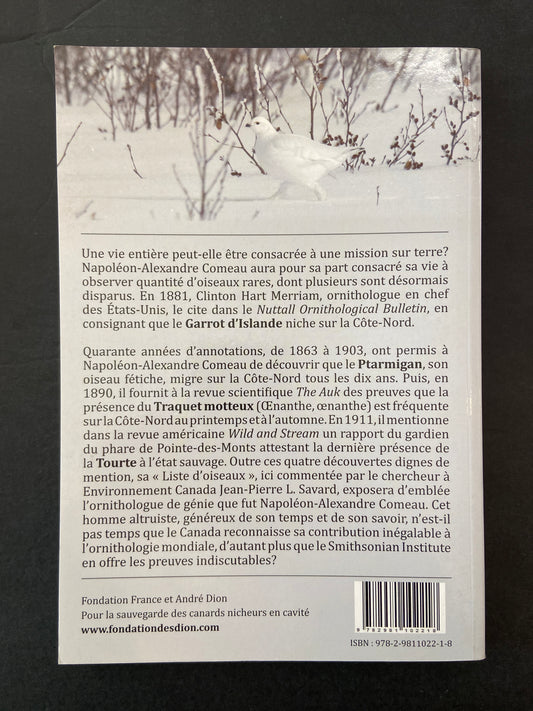 Une vie entière peut-elle être consacrée à une mission sur terre?
Napoléon-Alexandre Comeau aura pour sa part consacré sa vie à
observer quantité d'oiseaux rares, dont plusieurs sont désormais
disparus. En 1881, Clinton Hart Merriam, ornithologue en chef
des États-Unis, le cite dans le Nuttall Ornithological Bulletin, en
consignant que le Garrot d'Islande niche sur la Côte-Nord.
Quarante années d'annotations, de 1863 à 1903, ont permis à
Napoléon-Alexandre Comeau de découvrir que le Ptarmigan, son
oiseau fétiche, migre sur la Côte-Nord tous les dix ans. Puis, en
1890, il fournit à la revue scientifique The Auk des preuves que la
présence du Traquet motteux (Œnanthe, œnanthe) est fréquente
sur la Côte-Nord au printemps et à l'automne. En 1911, il mentionne
dans la revue américaine Wild and Stream un rapport du gardien
du phare de Pointe-des-Monts attestant la dernière présence de
la Tourte à l'état sauvage. Outre ces quatre découvertes dignes de
mention, sa « Liste d'oiseaux », ici commentée par le chercheur à
Environnement Canada Jean-Pierre L. Savard, exposera d'emblée
l'ornithologue de génie que fut Napoléon-Alexandre Comeau. Cet
homme altruiste, généreux de son temps et de son savoir, n'est-il
pas temps que le Canada reconnaisse sa contribution inégalable à
l'ornithologie mondiale, d'autant plus que le Smithsonian Institute
en offre les preuves indiscutables?
Fondation France et André Dion
Pour la sauvegarde des canards nicheurs en cavité
www.fondationdesdion.com
9 782981 102218
ISBN : 978-2-9811022-1-8